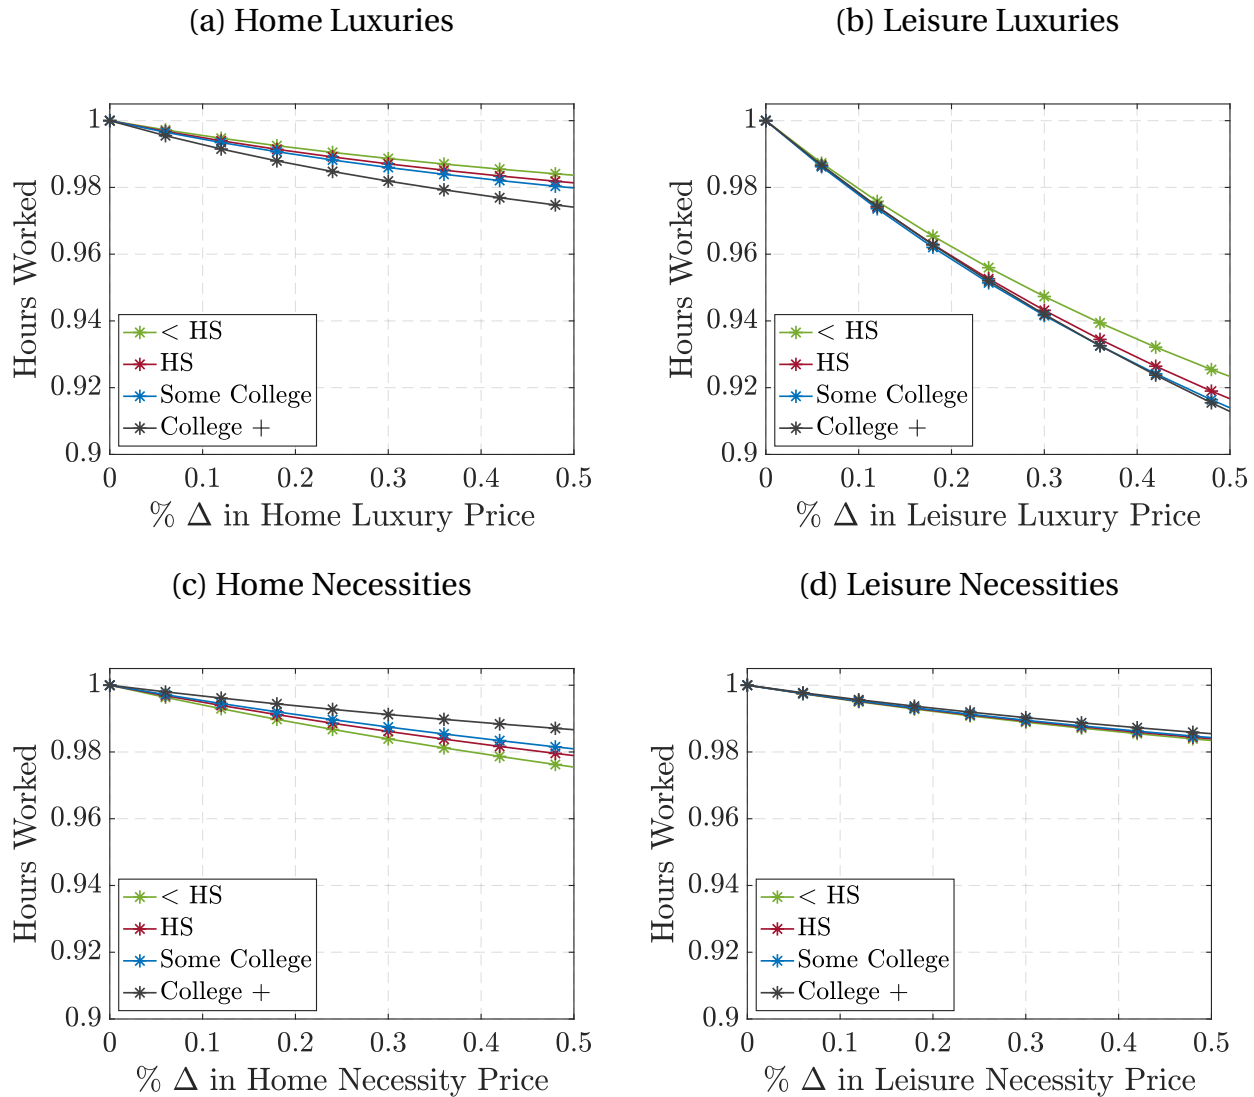 (a) Home Luxuries
1
0.98
0.96
0.94
0.92
0.9
Hours Worked
< HS
HS
Some College
College +
0 0.1 0.2 0.3 0.4 0.5
% Δ in Home Luxury Price
(b) Leisure Luxuries
1
0.98
0.96
0.94
0.92
0.9
Hours Worked
< HS
HS
Some College
College +
0 0.1 0.2 0.3 0.4 0.5
% Δ in Leisure Luxury Price
(c) Home Necessities
1
0.98
0.96
0.94
0.92
0.9
Hours Worked
< HS
HS
Some College
College +
0 0.1 0.2 0.3 0.4 0.5
% Δ in Home Necessity Price
(d) Leisure Necessities
1
0.98
0.96
0.94
0.92
0.9
Hours Worked
< HS
HS
Some College
College +
0 0.1 0.2 0.3 0.4 0.5
% Δ in Leisure Necessity Price